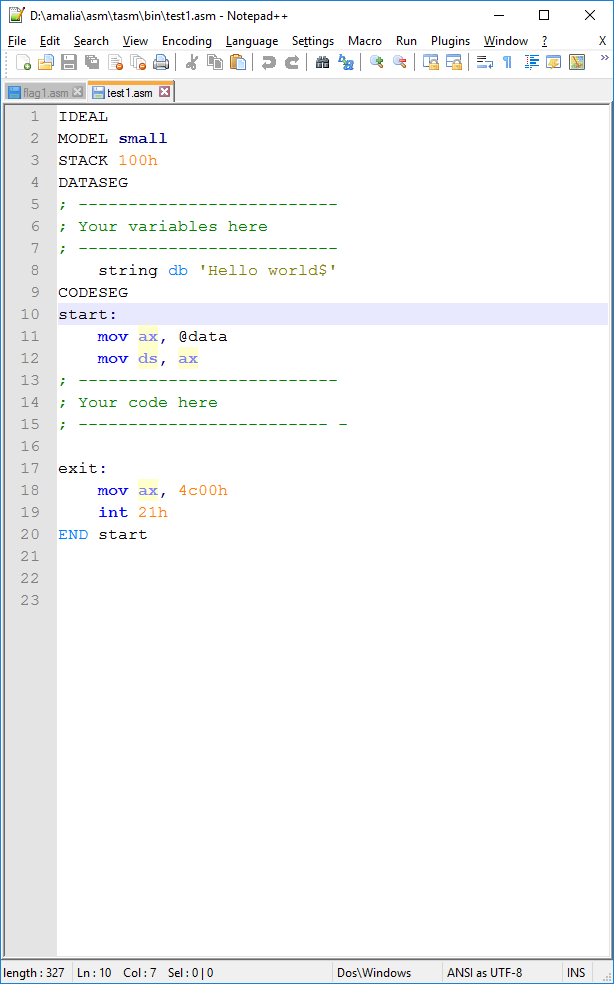 D:\amalia\asm\tasm\bin\test1.asm - Notepad++
File Edit Search View Encoding Language Settings Macro Run Plugins Window ? X
flag1.asm test1.asm
1 IDEAL
2 MODEL small
3 STACK 100h
4 DATASEG
5 ; --------------------------
6 ; Your variables here
7 ; --------------------------
8     string db 'Hello world$'
9 CODESEG
10 start:
11     mov ax, @data
12     mov ds, ax
13 ; --------------------------
14 ; Your code here
15 ; ------------------------- -
16
17 exit:
18     mov ax, 4c00h
19     int 21h
20 END start
21
22
23
length : 327 Ln : 10 Col : 7 Sel : 0 | 0 Dos\Windows ANSI as UTF-8 INS